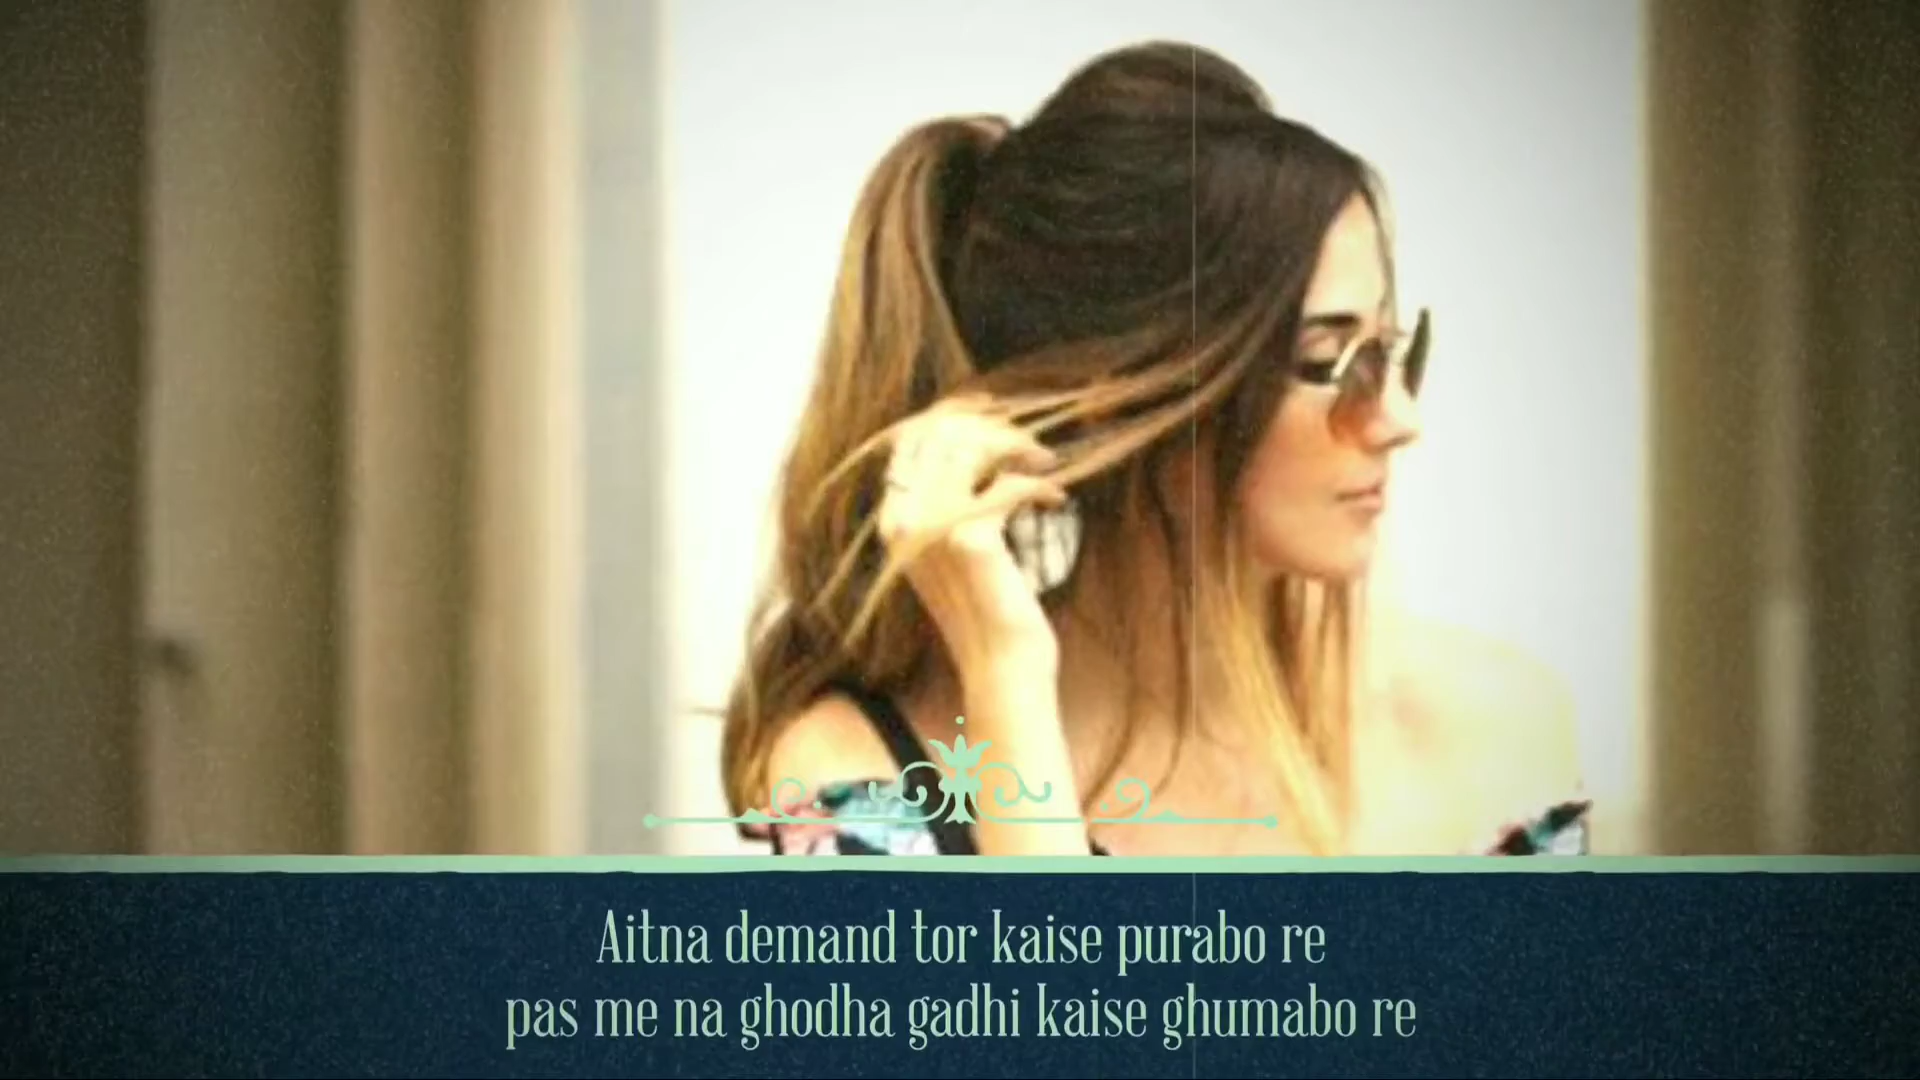 Aitna demand tor kaise purabo re
pas me na ghodha gadhi kaise ghumabo re